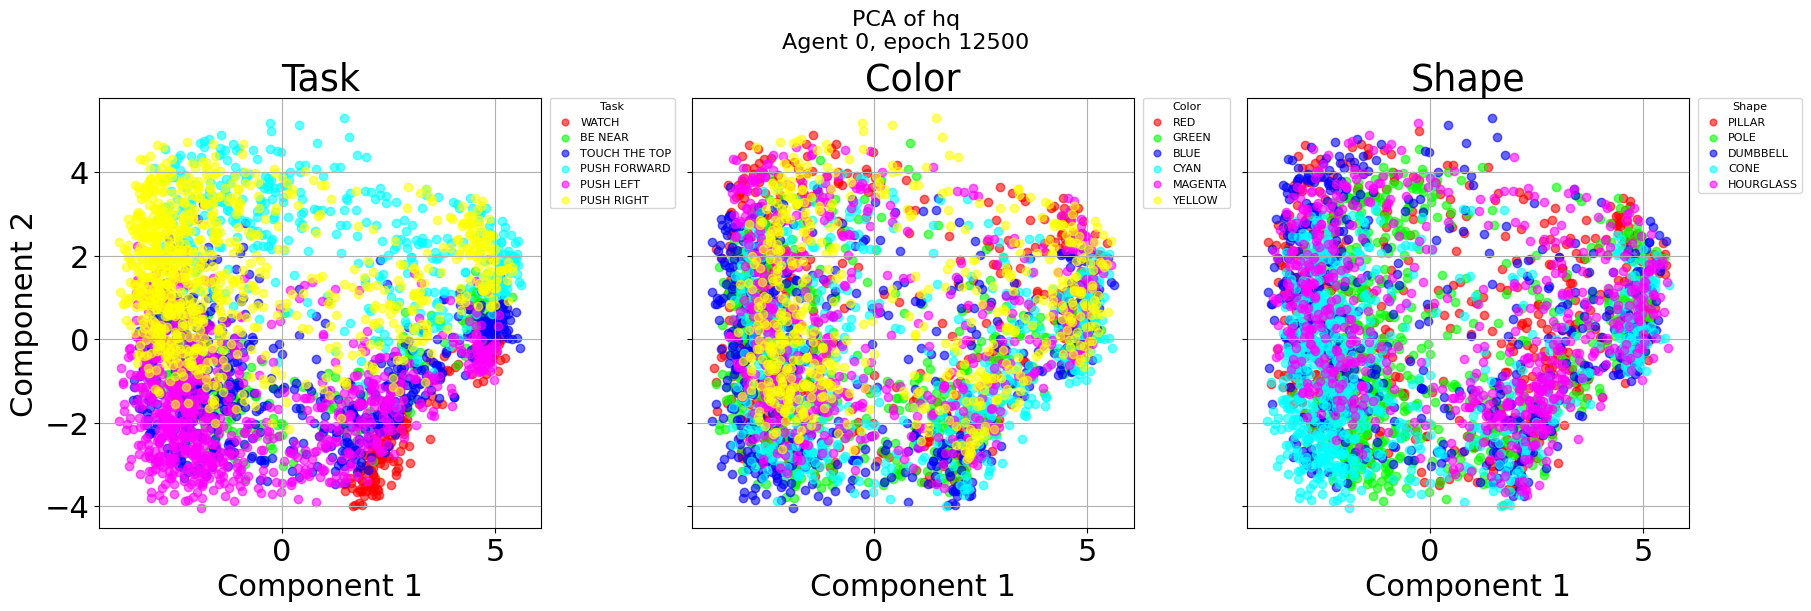 PCA of hq
Agent 0, epoch 12500
Task
Color
Shape
Task
WATCH
BE NEAR
TOUCH THE TOP
PUSH FORWARD
PUSH LEFT
PUSH RIGHT
Color
RED
GREEN
BLUE
CYAN
MAGENTA
YELLOW
Shape
PILLAR
POLE
DUMBBELL
CONE
HOURGLASS
Component 2
4
2
0
−2
−4
0 5
0 5
0 5
Component 1
Component 1
Component 1